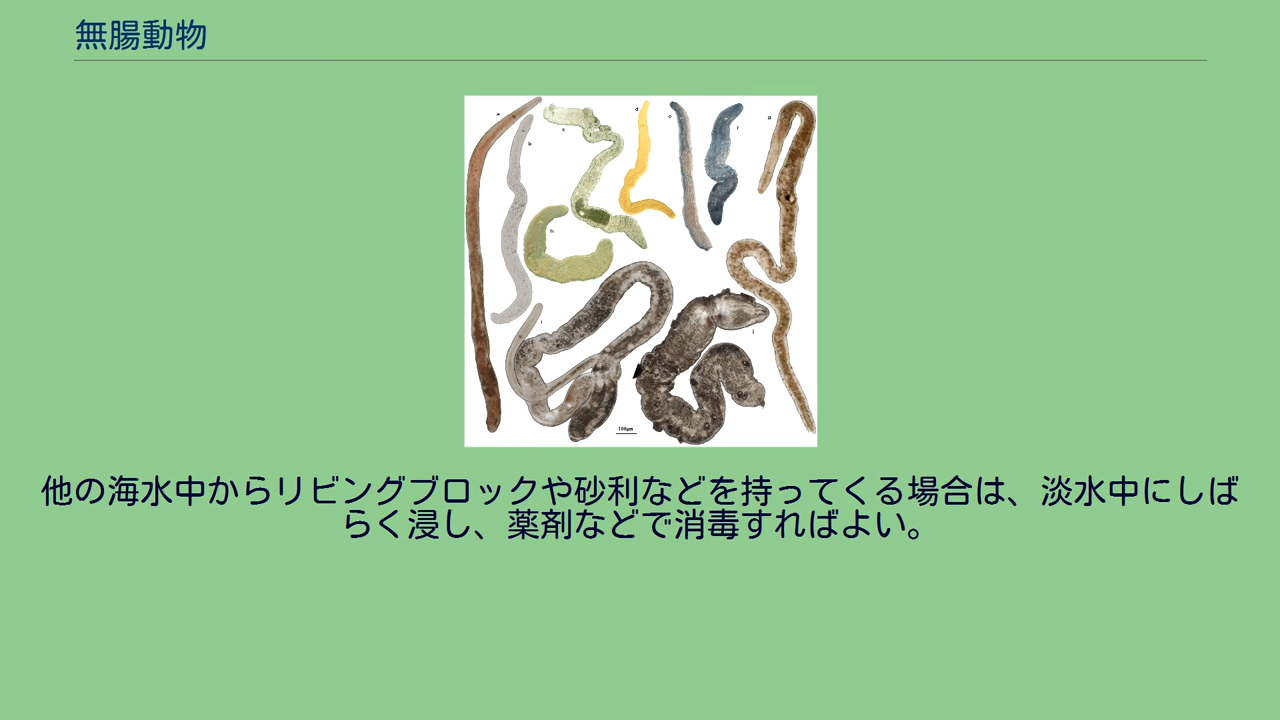 無腸動物
a
b
e
d
c
f
g
h
i
j
100μm
他の海水中からリビングブロックや砂利などを持ってくる場合は、淡水中にしば
らく浸し、薬剤などで消毒すればよい。